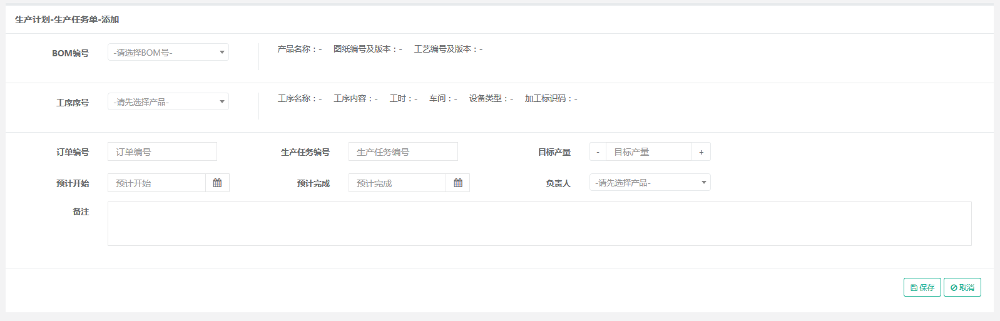 生产计划-生产任务单-添加
BOM编号 -请选择BOM号- 产品名称：- 图纸编号及版本：- 工艺编号及版本：-
工序序号 -请先选择产品- 工序名称：- 工序内容：- 工时：- 车间：- 设备类型：- 加工标识码：-
订单编号 订单编号 生产任务编号 生产任务编号 目标产量 - 目标产量 +
预计开始 预计开始 预计完成 预计完成 负责人 -请先选择产品-
备注
保存 取消